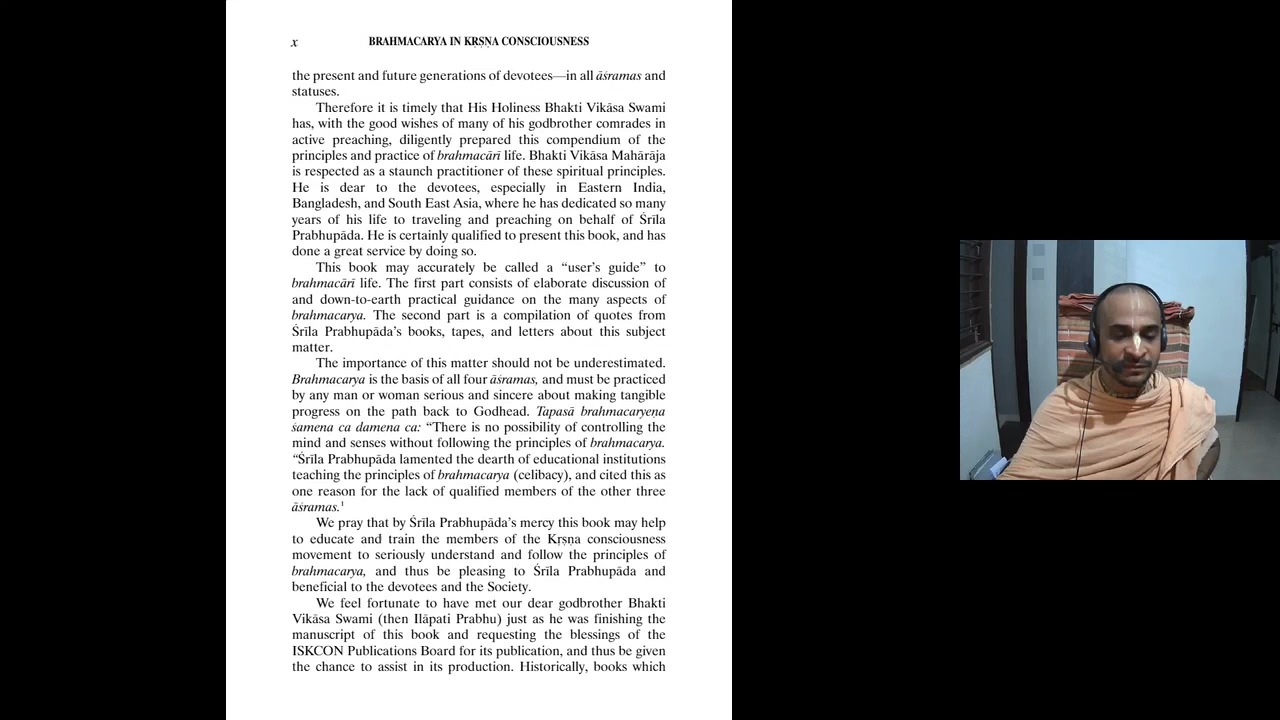 x
BRAHMACARYA IN KṚṢṆA CONSCIOUSNESS
the present and future generations of devotees—in all āśramas and
statuses.
Therefore it is timely that His Holiness Bhakti Vikāsa Swami
has, with the good wishes of many of his godbrother comrades in
active preaching, diligently prepared this compendium of the
principles and practice of brahmacārī life. Bhakti Vikāsa Mahārāja
is respected as a staunch practitioner of these spiritual principles.
He is dear to the devotees, especially in Eastern India,
Bangladesh, and South East Asia, where he has dedicated so many
years of his life to traveling and preaching on behalf of Śrīla
Prabhupāda. He is certainly qualified to present this book, and has
done a great service by doing so.
This book may accurately be called a “user’s guide” to
brahmacārī life. The first part consists of elaborate discussion of
and down-to-earth practical guidance on the many aspects of
brahmacarya. The second part is a compilation of quotes from
Śrīla Prabhupāda’s books, tapes, and letters about this subject
matter.
The importance of this matter should not be underestimated.
Brahmacarya is the basis of all four āśramas, and must be practiced
by any man or woman serious and sincere about making tangible
progress on the path back to Godhead. Tapasā brahmacaryeṇa
śamena ca damena ca: “There is no possibility of controlling the
mind and senses without following the principles of brahmacarya.
“Śrīla Prabhupāda lamented the dearth of educational institutions
teaching the principles of brahmacarya (celibacy), and cited this as
one reason for the lack of qualified members of the other three
āśramas.¹
We pray that by Śrīla Prabhupāda’s mercy this book may help
to educate and train the members of the Kṛṣṇa consciousness
movement to seriously understand and follow the principles of
brahmacarya, and thus be pleasing to Śrīla Prabhupāda and
beneficial to the devotees and the Society.
We feel fortunate to have met our dear godbrother Bhakti
Vikāsa Swami (then Ilāpati Prabhu) just as he was finishing the
manuscript of this book and requesting the blessings of the
ISKCON Publications Board for its publication, and thus be given
the chance to assist in its production. Historically, books which